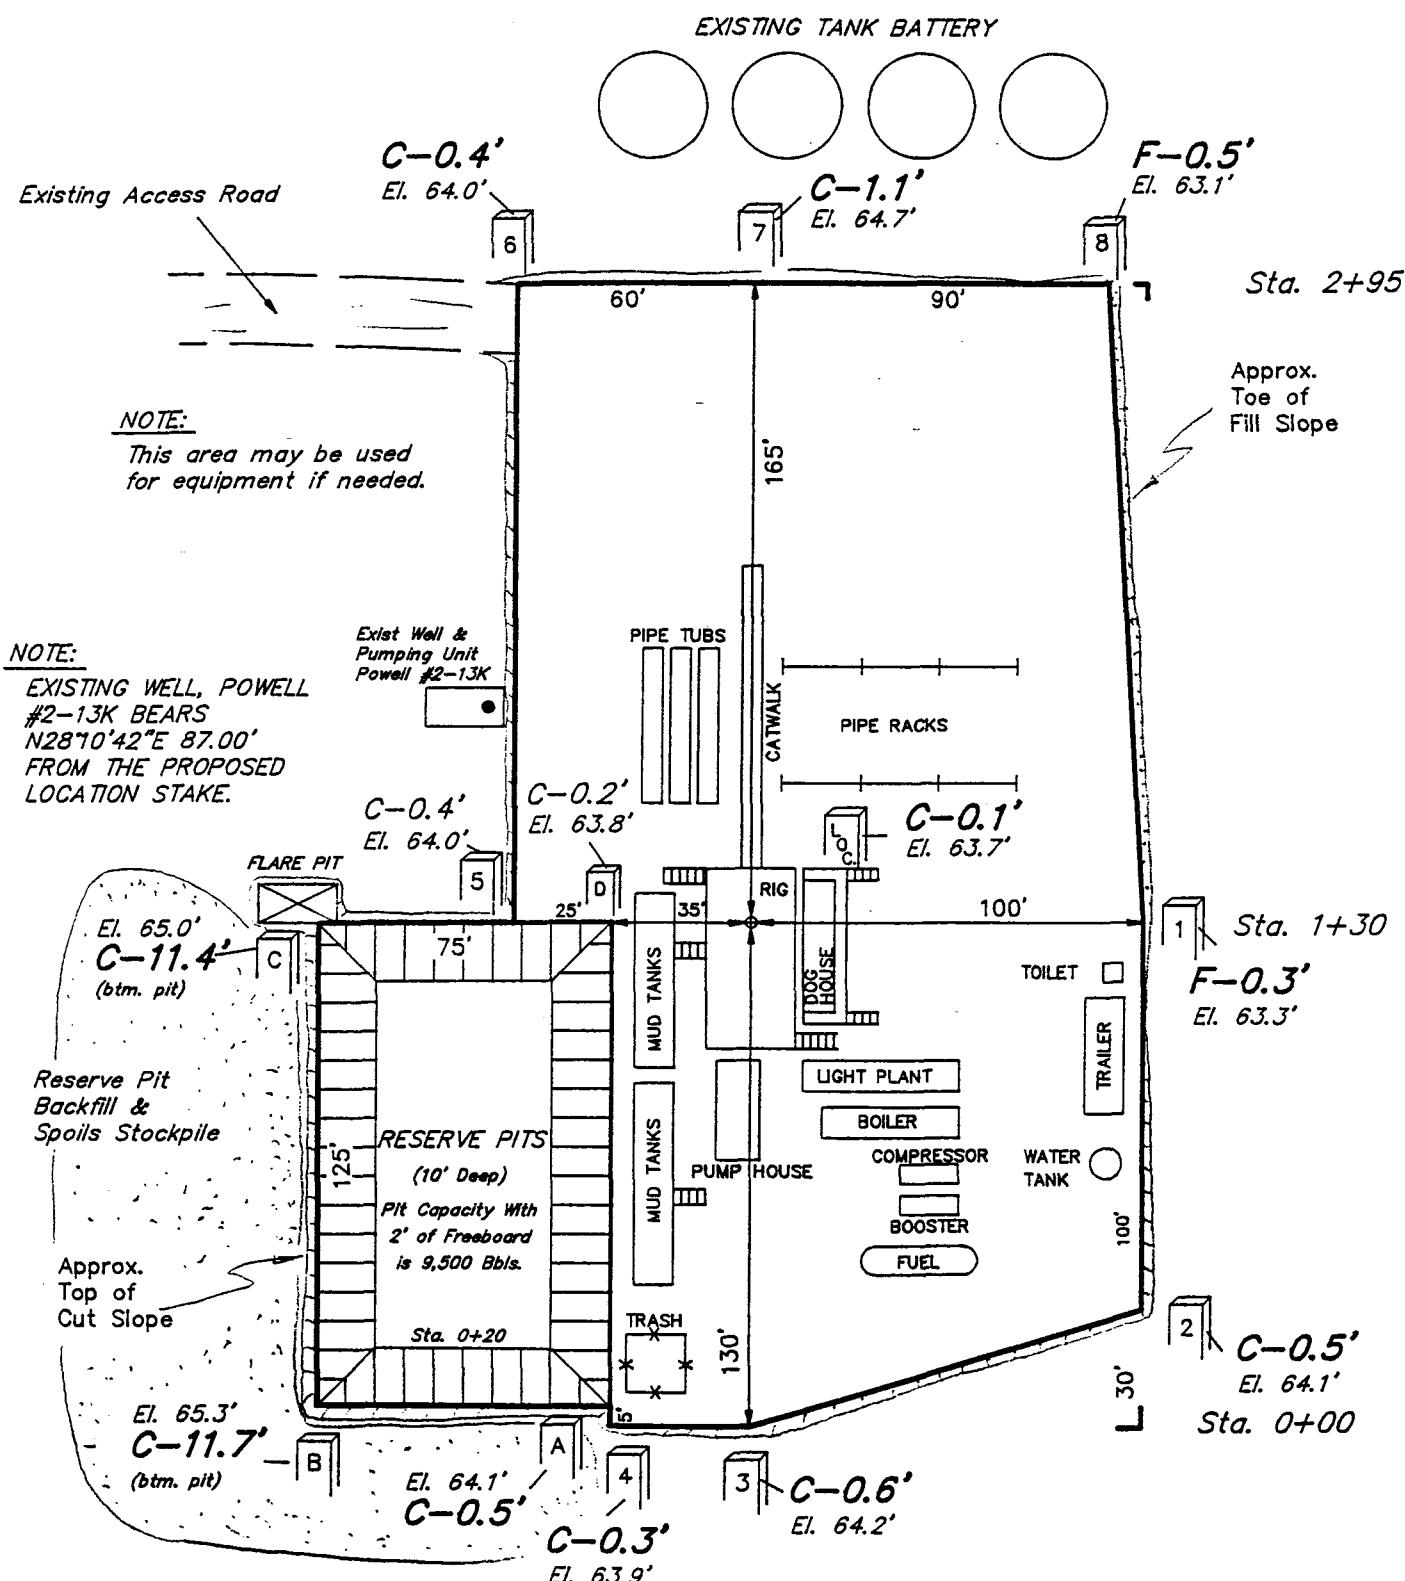 EXISTING TANK BATTERY
C-0.4'
El. 64.0'
C-1.1'
El. 64.7'
F-0.5'
El. 63.1'
Existing Access Road
6
7
8
Sta. 2+95
60'
90'
Approx.
Toe of
Fill Slope
NOTE:
This area may be used
for equipment if needed.
165'
Exist Well &
Pumping Unit
Powell #2-13K
PIPE TUBS
NOTE:
EXISTING WELL, POWELL
#2-13K BEARS
N28°10'42"E 87.00'
FROM THE PROPOSED
LOCATION STAKE.
CATWALK
PIPE RACKS
C-0.4'
El. 64.0'
C-0.2'
El. 63.8'
LOC.
C-0.1'
El. 63.7'
FLARE PIT
5
D
RIG
25'
35'
100'
1
Sta. 1+30
F-0.3'
El. 63.3'
El. 65.0'
C-11.4'
(btm. pit)
C
75'
MUD TANKS
DOG
HOUSE
TOILET
TRAILER
LIGHT PLANT
BOILER
COMPRESSOR
BOOSTER
FUEL
PUMP HOUSE
WATER
TANK
100'
Reserve Pit
Backfill &
Spoils Stockpile
125'
RESERVE PITS
(10' Deep)
Pit Capacity With
2' of Freeboard
is 9,500 Bbls.
MUD TANKS
Approx.
Top of
Cut Slope
Sta. 0+20
TRASH
130'
5'
2
C-0.5'
El. 64.1'
30'
Sta. 0+00
El. 65.3'
C-11.7'
(btm. pit)
B
A
El. 64.1'
C-0.5'
4
C-0.3'
El. 63.9'
3
C-0.6'
El. 64.2'